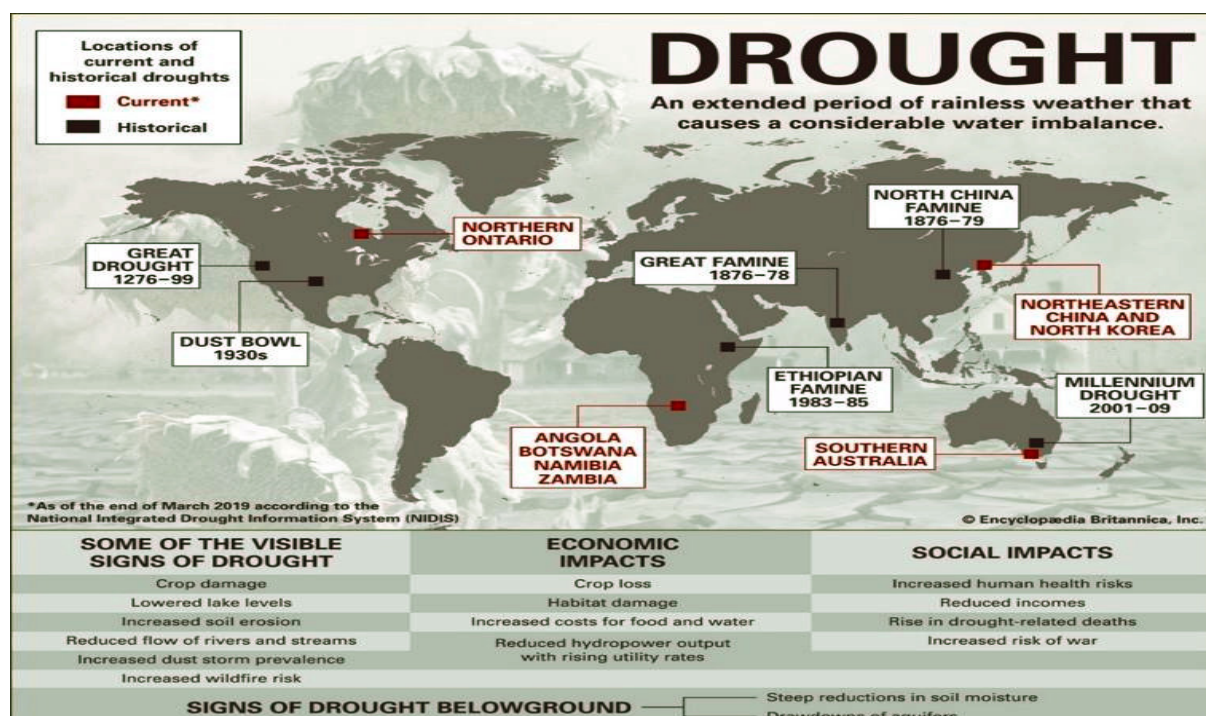 Locations of
current and
historical droughts
Current*
Historical
DROUGHT
An extended period of rainless weather that
causes a considerable water imbalance.
NORTHERN
ONTARIO
GREAT
DROUGHT
1276–99
DUST BOWL
1930s
NORTH CHINA
FAMINE
1876–79
GREAT FAMINE
1876–78
NORTHEASTERN
CHINA AND
NORTH KOREA
ETHIOPIAN
FAMINE
1983–85
MILLENNIUM
DROUGHT
2001–09
ANGOLA
BOTSWANA
NAMIBIA
ZAMBIA
SOUTHERN
AUSTRALIA
*As of the end of March 2019 according to the
National Integrated Drought Information System (NIDIS)
© Encyclopædia Britannica, Inc.
SOME OF THE VISIBLE
SIGNS OF DROUGHT
Crop damage
Lowered lake levels
Increased soil erosion
Reduced flow of rivers and streams
Increased dust storm prevalence
Increased wildfire risk
ECONOMIC
IMPACTS
Crop loss
Habitat damage
Increased costs for food and water
Reduced hydropower output
with rising utility rates
SOCIAL IMPACTS
Increased human health risks
Reduced incomes
Rise in drought-related deaths
Increased risk of war
SIGNS OF DROUGHT BELOWGROUND
Steep reductions in soil moisture
Drawdowns of aquifers